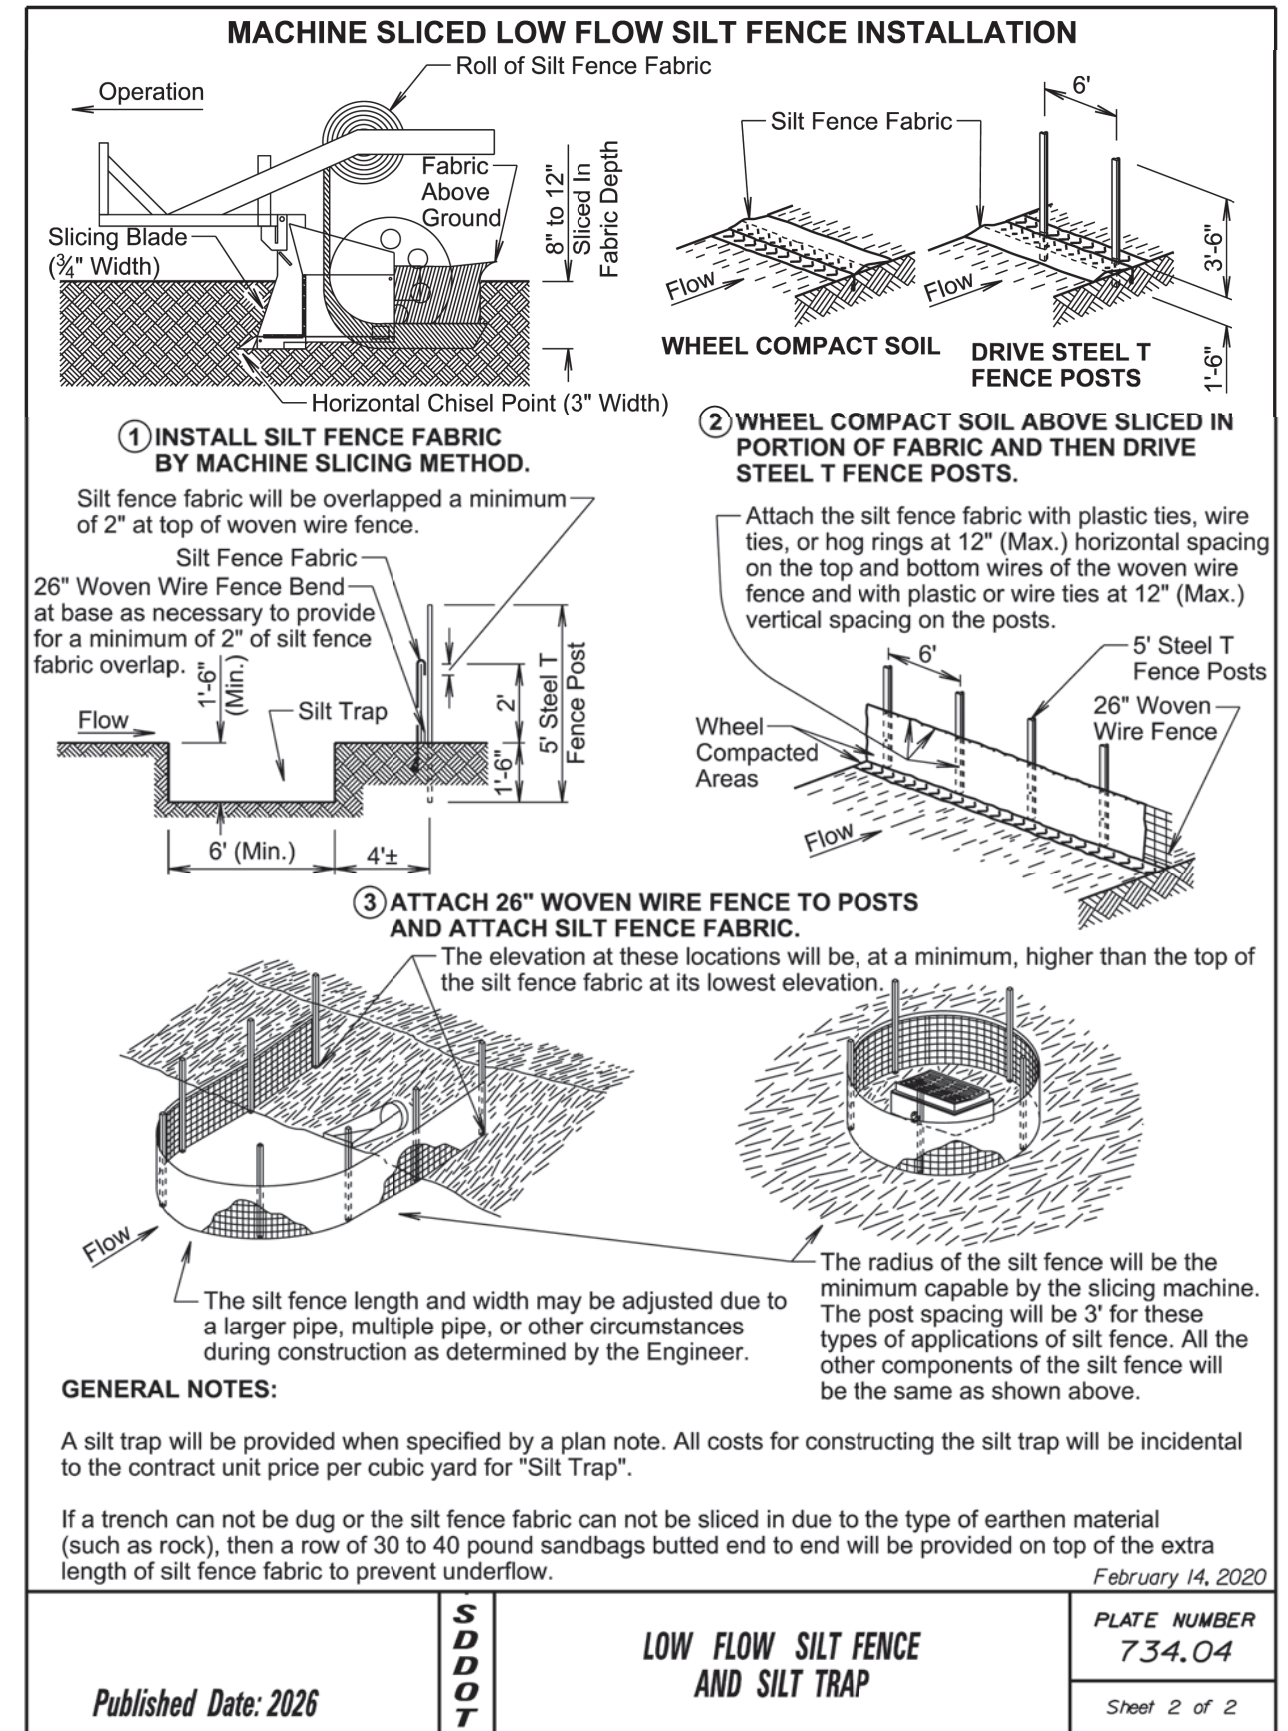 MACHINE SLICED LOW FLOW SILT FENCE INSTALLATION
Roll of Silt Fence Fabric
Operation
Fabric
Above
Ground
8" to 12"
Sliced In
Fabric Depth
Slicing Blade
(3/4" Width)
Horizontal Chisel Point (3" Width)
Silt Fence Fabric
6'
3'-6"
1'-6"
Flow
Flow
WHEEL COMPACT SOIL
DRIVE STEEL T
FENCE POSTS
1 INSTALL SILT FENCE FABRIC
BY MACHINE SLICING METHOD.
2 WHEEL COMPACT SOIL ABOVE SLICED IN
PORTION OF FABRIC AND THEN DRIVE
STEEL T FENCE POSTS.
Silt fence fabric will be overlapped a minimum
of 2" at top of woven wire fence.
Silt Fence Fabric
26" Woven Wire Fence Bend
at base as necessary to provide
for a minimum of 2" of silt fence
fabric overlap.
1'-6"
(Min.)
Flow
Silt Trap
2'
1'-6"
5' Steel T
Fence Post
6' (Min.)
4'±
Attach the silt fence fabric with plastic ties, wire
ties, or hog rings at 12" (Max.) horizontal spacing
on the top and bottom wires of the woven wire
fence and with plastic or wire ties at 12" (Max.)
vertical spacing on the posts.
6'
5' Steel T
Fence Posts
26" Woven
Wire Fence
Wheel
Compacted
Areas
Flow
3 ATTACH 26" WOVEN WIRE FENCE TO POSTS
AND ATTACH SILT FENCE FABRIC.
The elevation at these locations will be, at a minimum, higher than the top of
the silt fence fabric at its lowest elevation.
Flow
The silt fence length and width may be adjusted due to
a larger pipe, multiple pipe, or other circumstances
during construction as determined by the Engineer.
The radius of the silt fence will be the
minimum capable by the slicing machine.
The post spacing will be 3' for these
types of applications of silt fence. All the
other components of the silt fence will
be the same as shown above.
GENERAL NOTES:
A silt trap will be provided when specified by a plan note. All costs for constructing the silt trap will be incidental
to the contract unit price per cubic yard for "Silt Trap".
If a trench can not be dug or the silt fence fabric can not be sliced in due to the type of earthen material
(such as rock), then a row of 30 to 40 pound sandbags butted end to end will be provided on top of the extra
length of silt fence fabric to prevent underflow.
February 14, 2020
Published Date: 2026
S
D
D
O
T
LOW FLOW SILT FENCE
AND SILT TRAP
PLATE NUMBER
734.04
Sheet 2 of 2